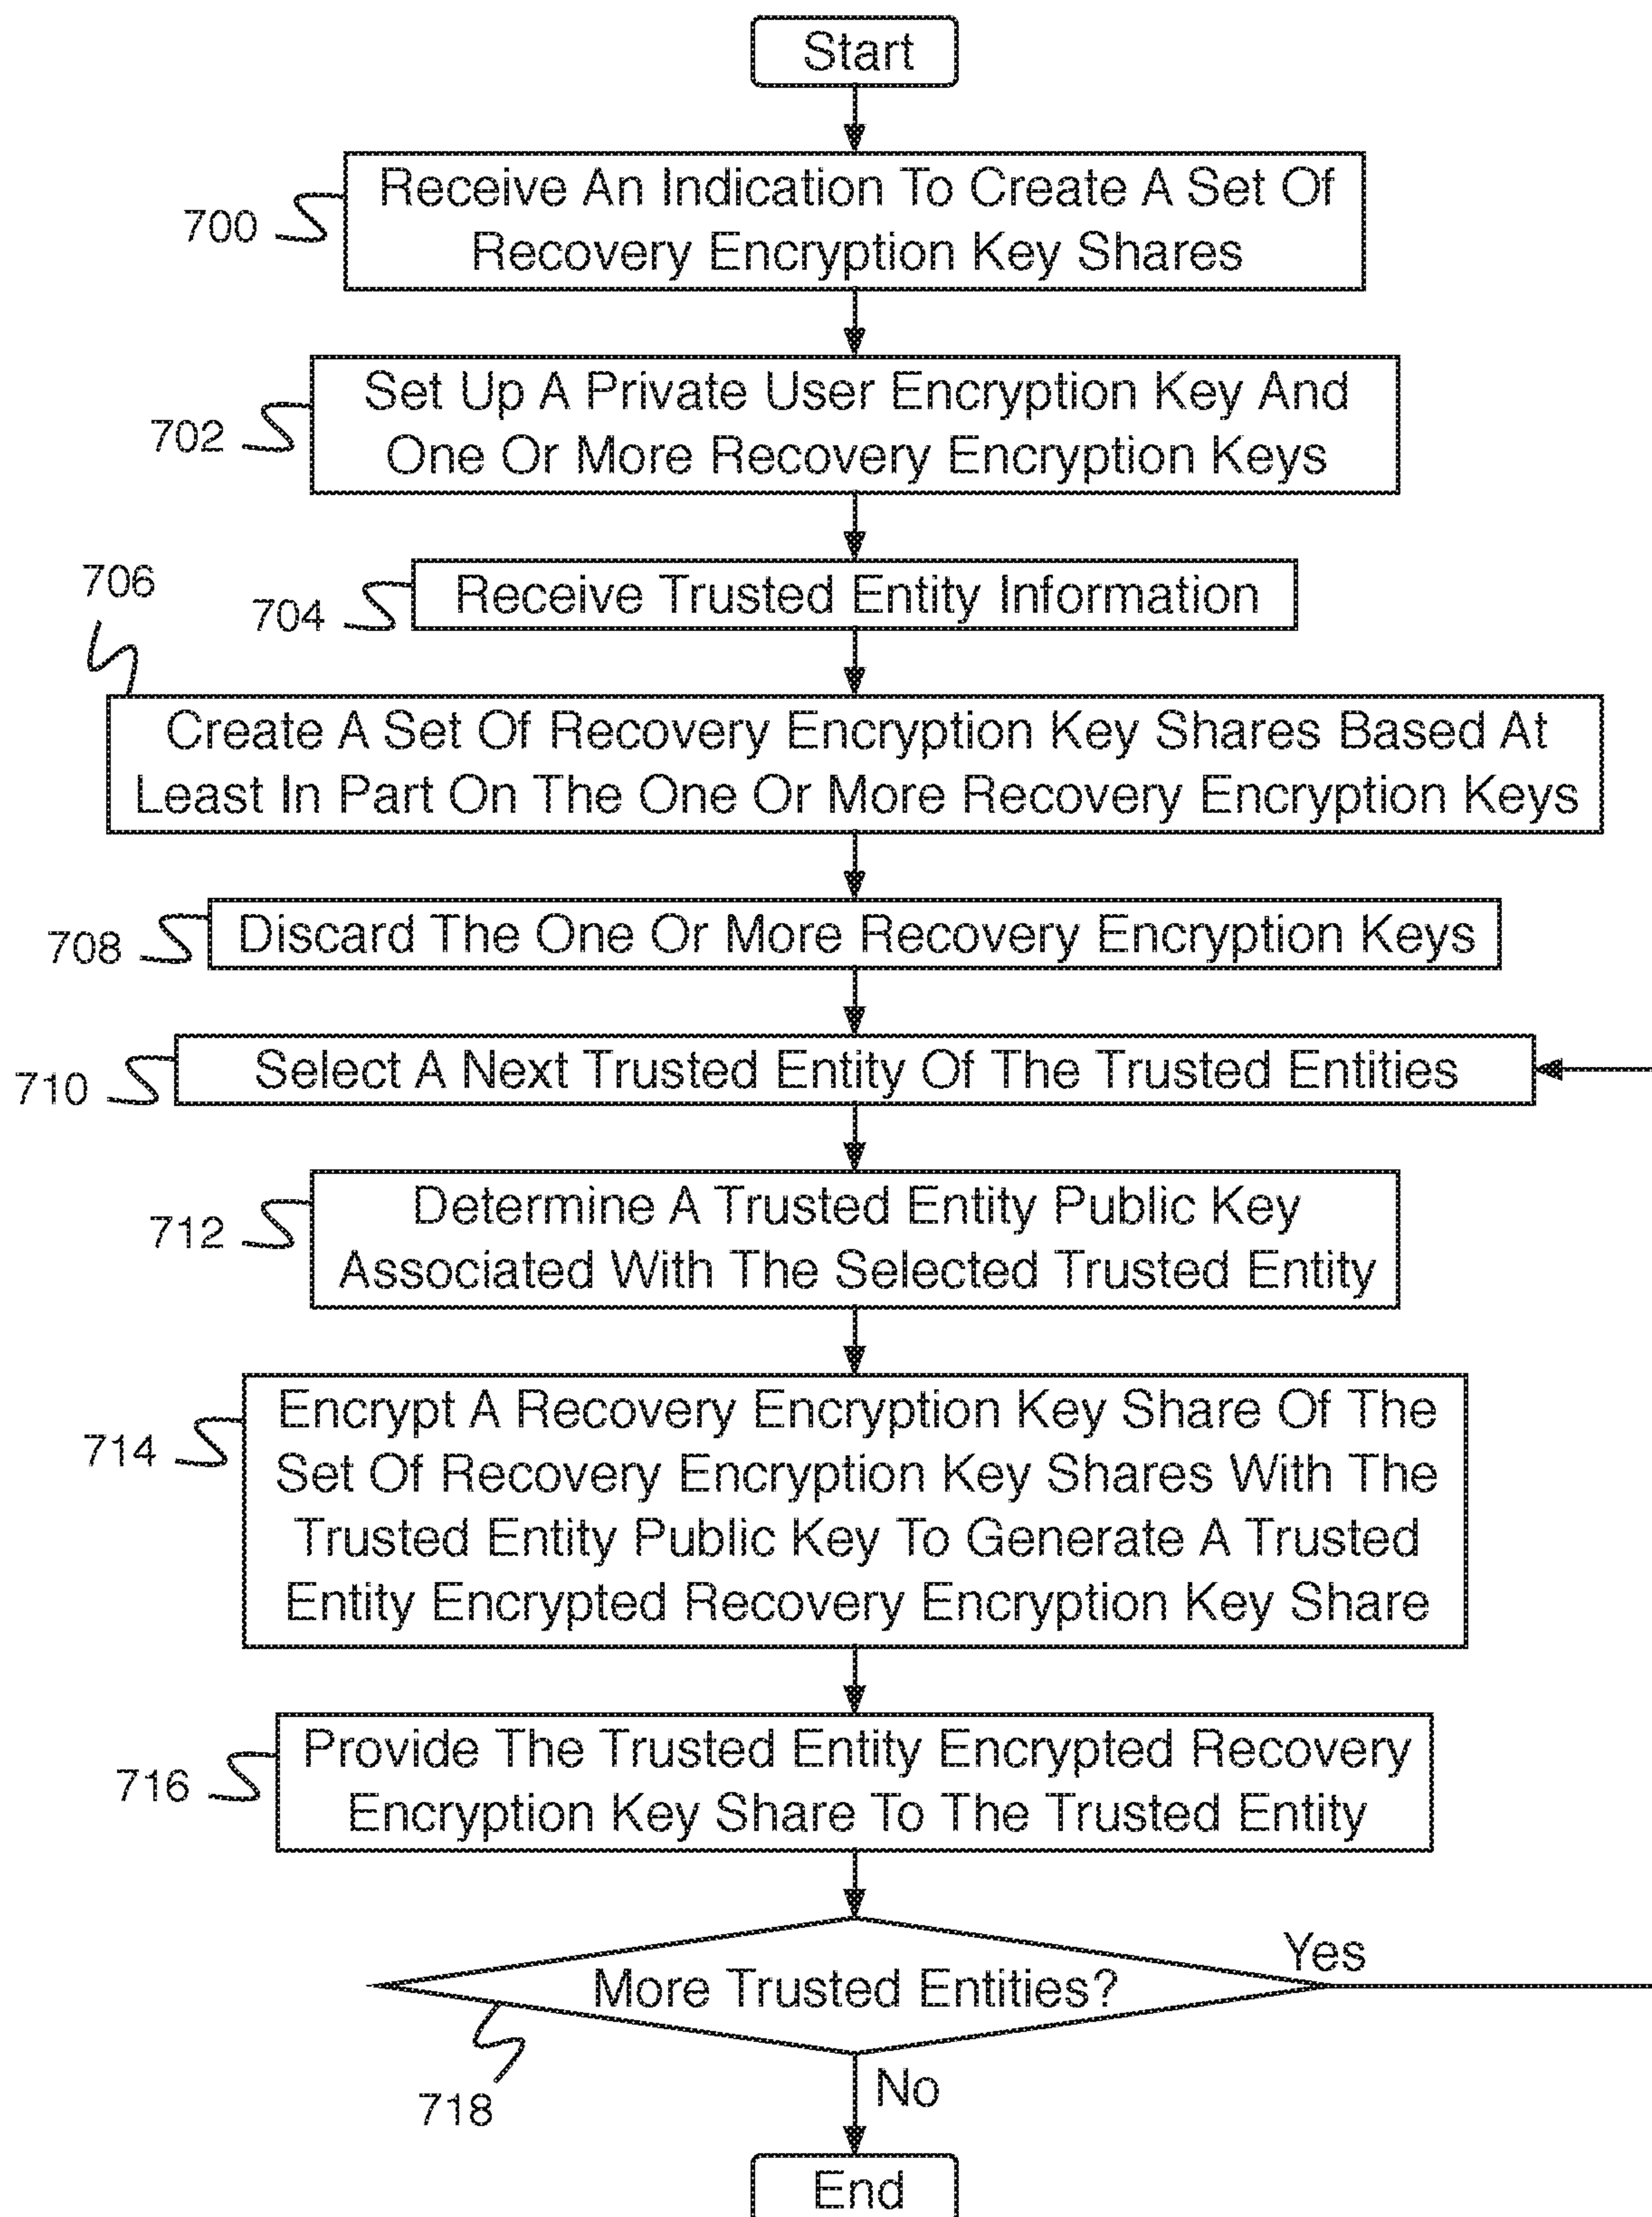 Start
700
Receive An Indication To Create A Set Of
Recovery Encryption Key Shares
702
Set Up A Private User Encryption Key And
One Or More Recovery Encryption Keys
704
Receive Trusted Entity Information
706
Create A Set Of Recovery Encryption Key Shares Based At
Least In Part On The One Or More Recovery Encryption Keys
708
Discard The One Or More Recovery Encryption Keys
710
Select A Next Trusted Entity Of The Trusted Entities
712
Determine A Trusted Entity Public Key
Associated With The Selected Trusted Entity
714
Encrypt A Recovery Encryption Key Share Of The
Set Of Recovery Encryption Key Shares With The
Trusted Entity Public Key To Generate A Trusted
Entity Encrypted Recovery Encryption Key Share
716
Provide The Trusted Entity Encrypted Recovery
Encryption Key Share To The Trusted Entity
718
More Trusted Entities?
Yes
No
End